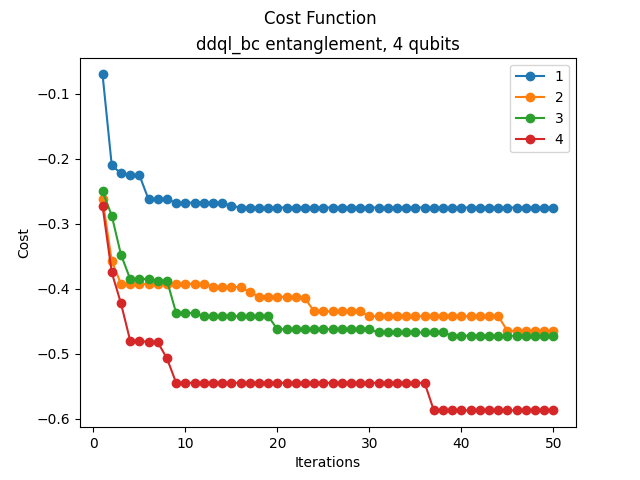 Cost Function
ddql_bc entanglement, 4 qubits
1
2
3
4
Cost
−0.1
−0.2
−0.3
−0.4
−0.5
−0.6
0 10 20 30 40 50
Iterations